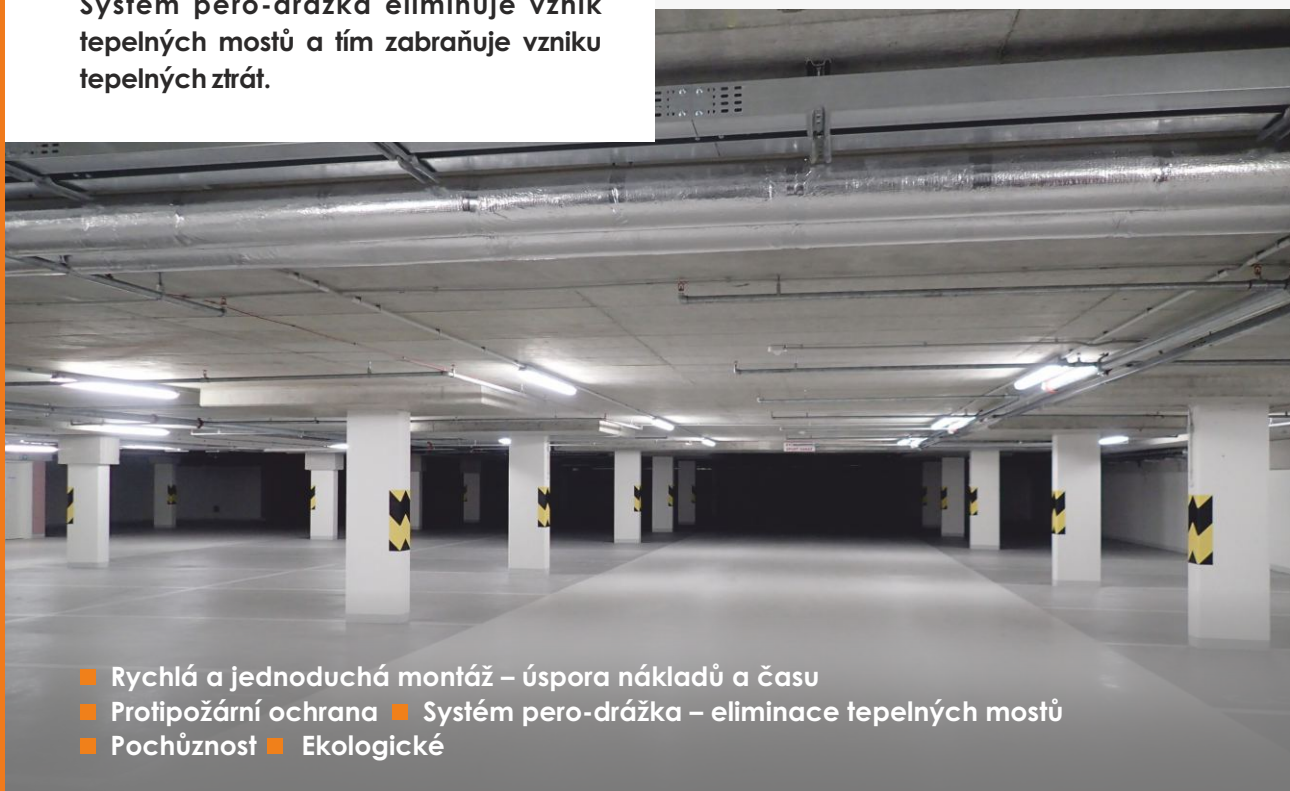 Systém pero-drážka eliminuje vznik
tepelných mostů a tím zabraňuje vzniku
tepelných ztrát.
■ Rychlá a jednoduchá montáž – úspora nákladů a času
■ Protipožární ochrana ■ Systém pero-drážka – eliminace tepelných mostů
■ Pochůznost ■ Ekologické